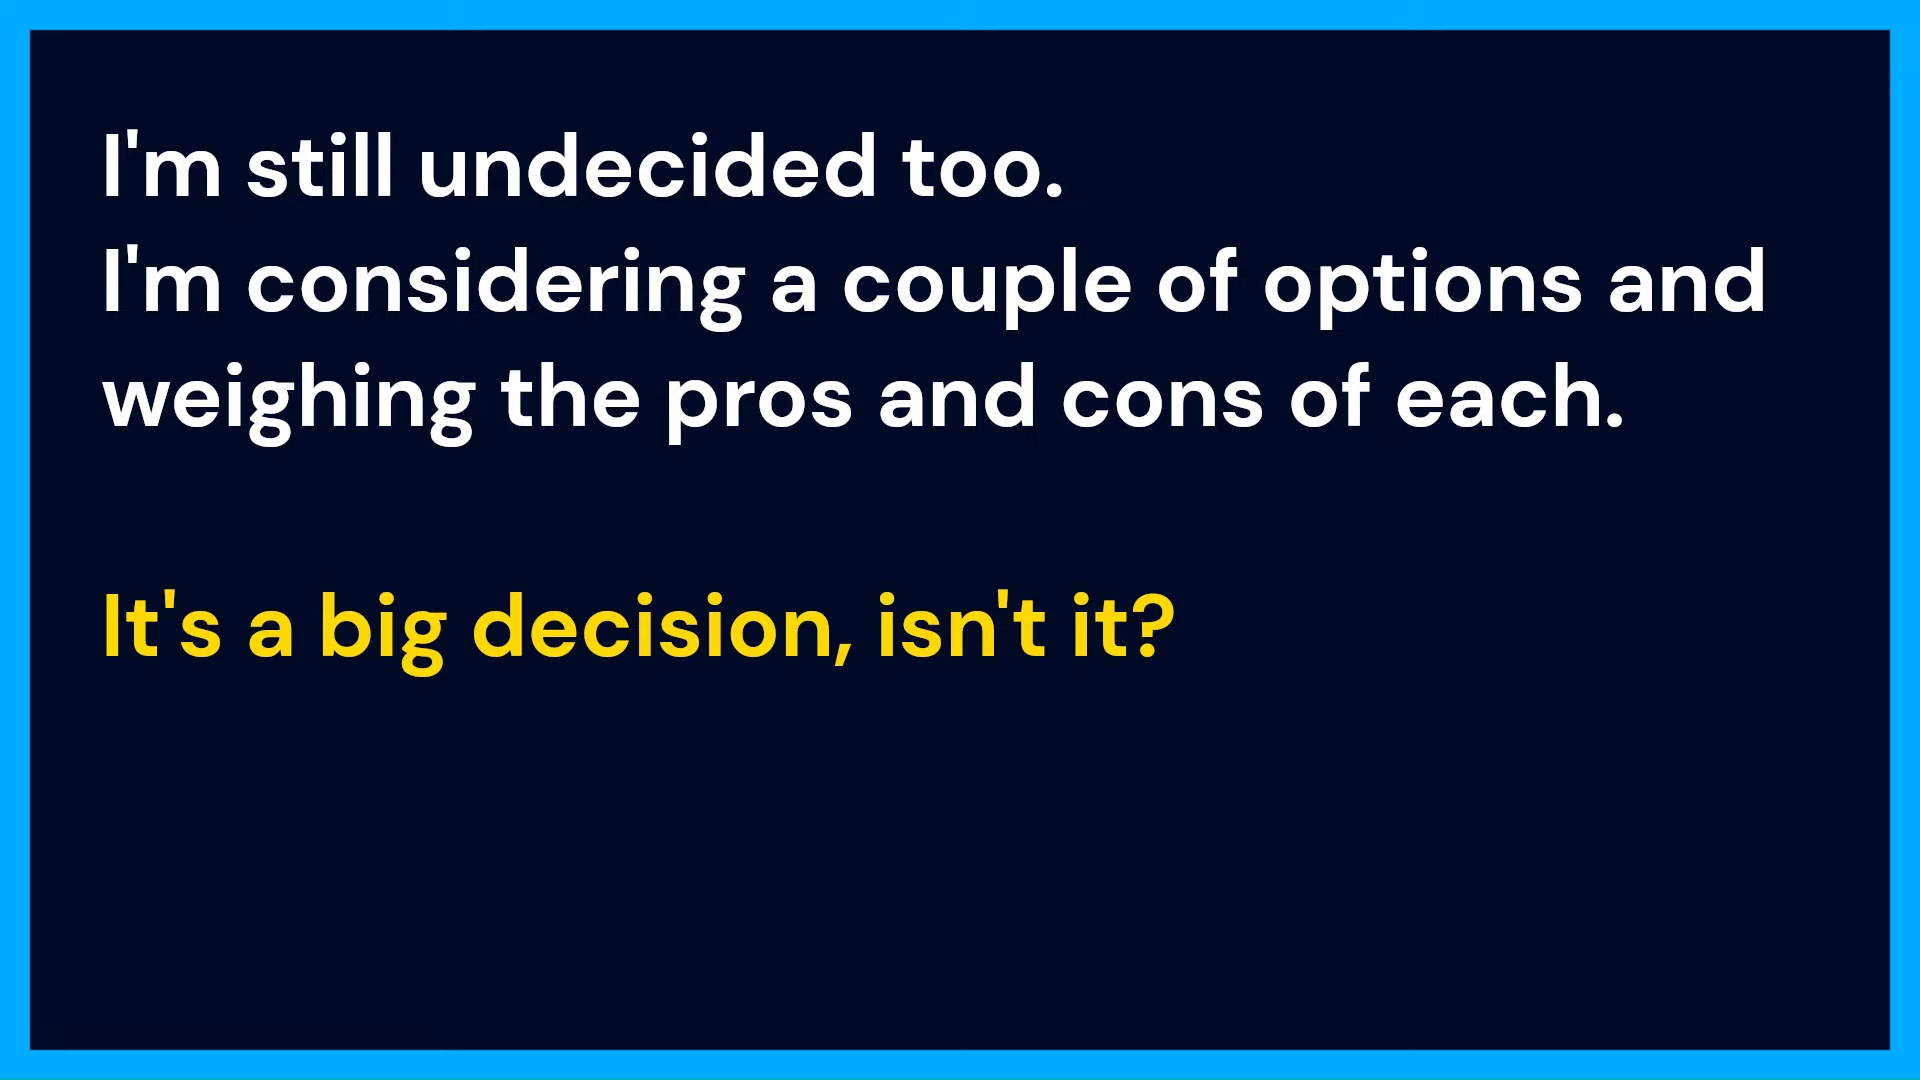 I'm still undecided too.
I'm considering a couple of options and
weighing the pros and cons of each.
It's a big decision, isn't it?